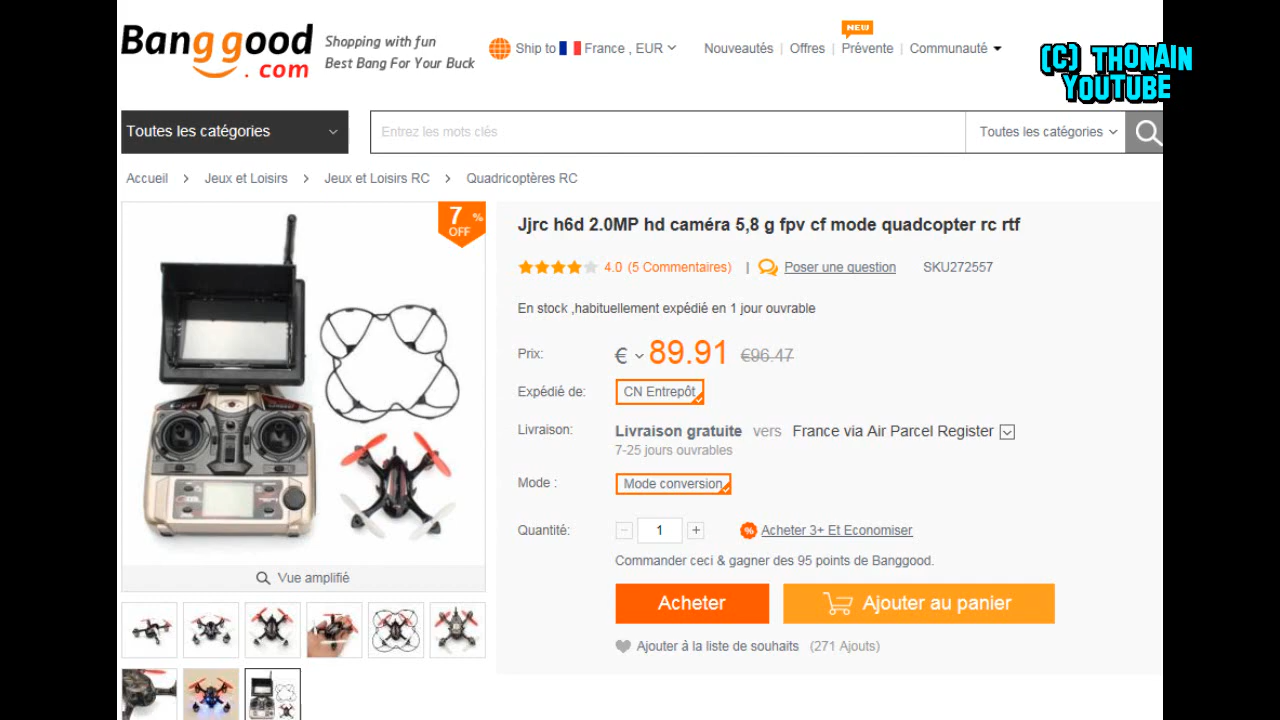 Banggood
.com
Shopping with fun
Best Bang For Your Buck
Ship to France , EUR
Nouveautés | Offres | Prévente | Communauté
NEW
(C) THONAIN
YOUTUBE
Toutes les catégories
Entrez les mots clés
Toutes les catégories
Accueil > Jeux et Loisirs > Jeux et Loisirs RC > Quadricoptères RC
7 %
OFF
Jjrc h6d 2.0MP hd caméra 5,8 g fpv cf mode quadcopter rc rtf
4.0 (5 Commentaires) | Poser une question SKU272557
En stock ,habituellement expédié en 1 jour ouvrable
Prix: € 89.91 €96.47
Expédié de: CN Entrepôt
Livraison: Livraison gratuite vers France via Air Parcel Register
7-25 jours ouvrables
Mode : Mode conversion
Quantité: − 1 + % Acheter 3+ Et Economiser
Commander ceci & gagner des 95 points de Banggood.
Acheter
Ajouter au panier
Ajouter à la liste de souhaits (271 Ajouts)
Vue amplifié